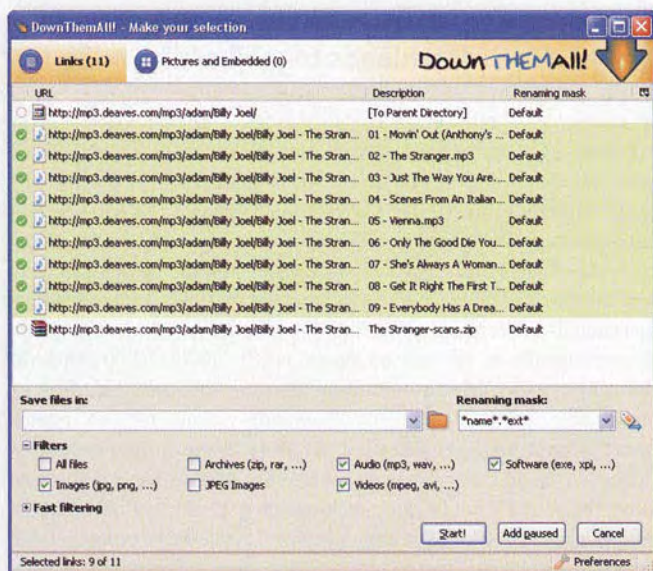 DownThemAll! - Make your selection
Links (11) Pictures and Embedded (0) DownTHEMAll!
URL Description Renaming mask
http://mp3.deaves.com/mp3/adam/Billy Joel/ [To Parent Directory] Default
http://mp3.deaves.com/mp3/adam/Billy Joel/Billy Joel - The Stran... 01 - Movin' Out (Anthony's ... Default
http://mp3.deaves.com/mp3/adam/Billy Joel/Billy Joel - The Stran... 02 - The Stranger.mp3 Default
http://mp3.deaves.com/mp3/adam/Billy Joel/Billy Joel - The Stran... 03 - Just The Way You Are.... Default
http://mp3.deaves.com/mp3/adam/Billy Joel/Billy Joel - The Stran... 04 - Scenes From An Italian... Default
http://mp3.deaves.com/mp3/adam/Billy Joel/Billy Joel - The Stran... 05 - Vienna.mp3 Default
http://mp3.deaves.com/mp3/adam/Billy Joel/Billy Joel - The Stran... 06 - Only The Good Die You... Default
http://mp3.deaves.com/mp3/adam/Billy Joel/Billy Joel - The Stran... 07 - She's Always A Woman... Default
http://mp3.deaves.com/mp3/adam/Billy Joel/Billy Joel - The Stran... 08 - Get It Right The First T... Default
http://mp3.deaves.com/mp3/adam/Billy Joel/Billy Joel - The Stran... 09 - Everybody Has A Drea... Default
http://mp3.deaves.com/mp3/adam/Billy Joel/Billy Joel - The Stran... The Stranger-scans.zip Default
Save files in: Renaming mask:
*name*.*ext*
Filters
All files Archives (zip, rar, ...) Audio (mp3, wav, ...) Software (exe, xpi, ...)
Images (jpg, png, ...) JPEG Images Videos (mpeg, avi, ...)
Fast filtering
Start! Add paused Cancel
Selected links: 9 of 11 Preferences